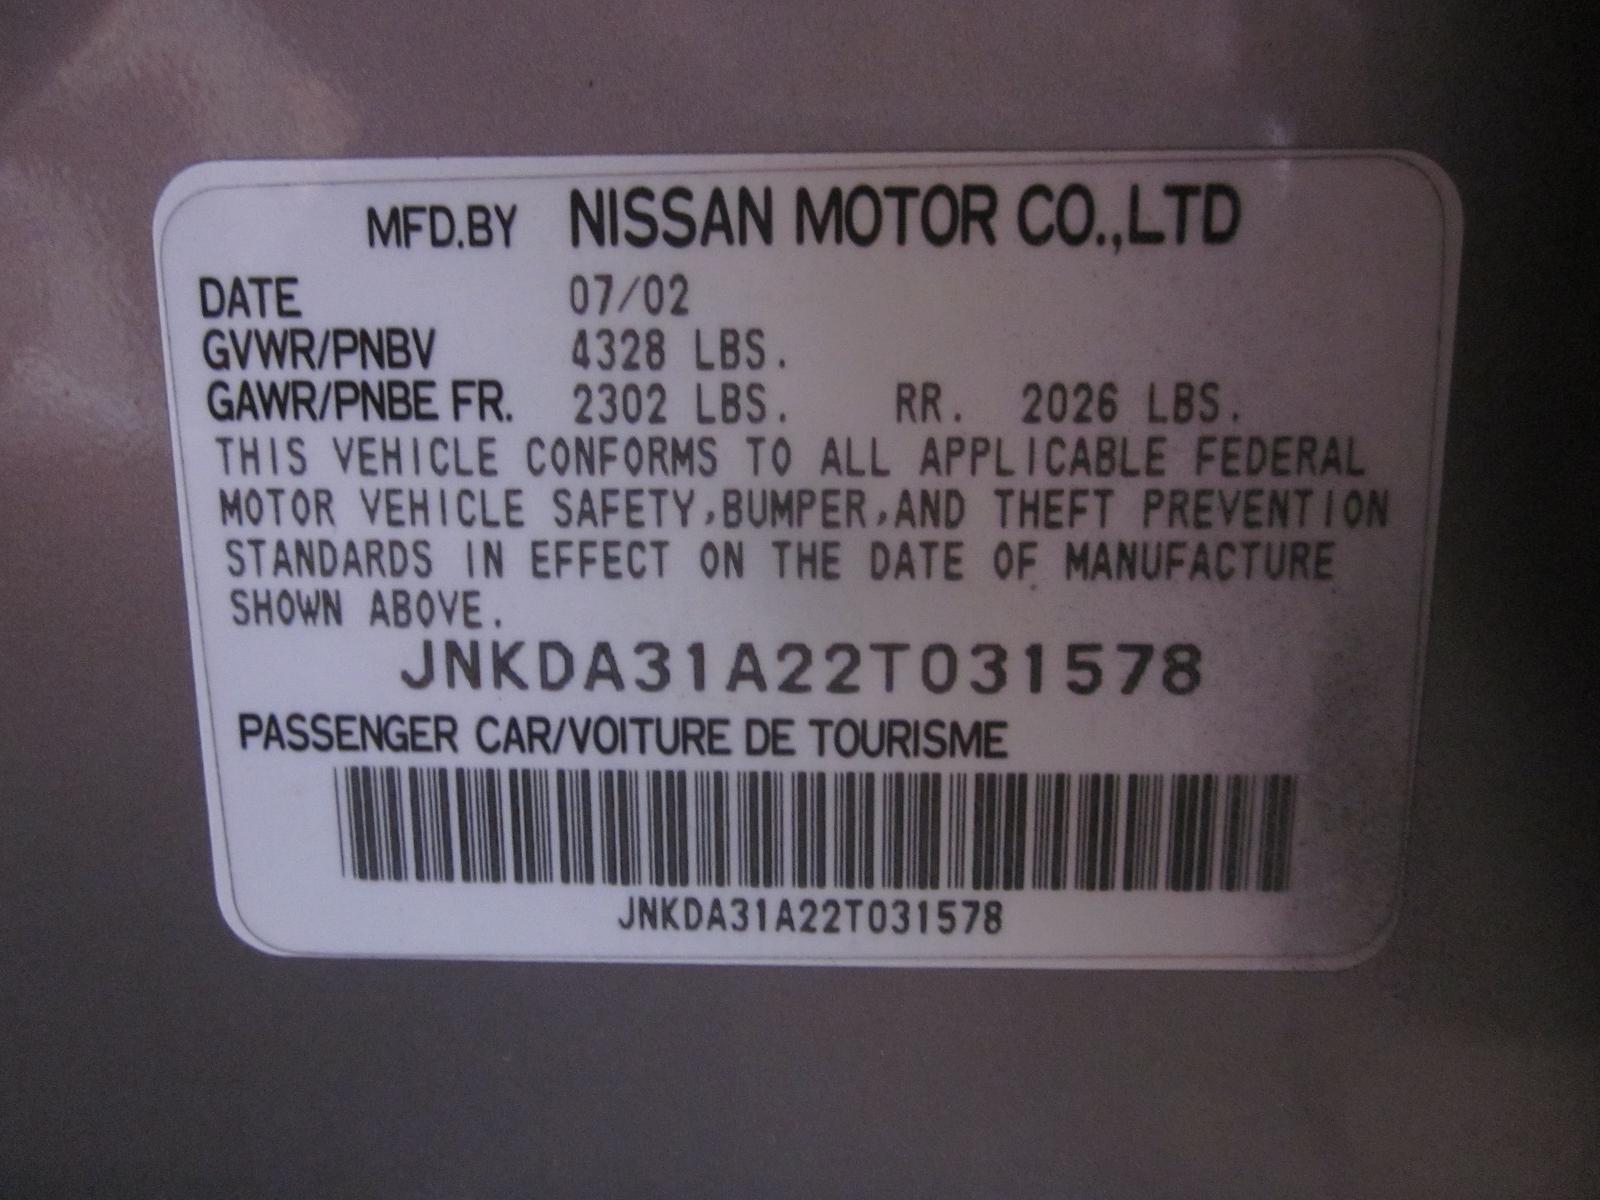 MFD.BY NISSAN MOTOR CO.,LTD
DATE 07/02
GVWR/PNBV 4328 LBS.
GAWR/PNBE FR. 2302 LBS. RR. 2026 LBS.
THIS VEHICLE CONFORMS TO ALL APPLICABLE FEDERAL
MOTOR VEHICLE SAFETY,BUMPER,AND THEFT PREVENTION
STANDARDS IN EFFECT ON THE DATE OF MANUFACTURE
SHOWN ABOVE.
JNKDA31A22T031578
PASSENGER CAR/VOITURE DE TOURISME
JNKDA31A22T031578